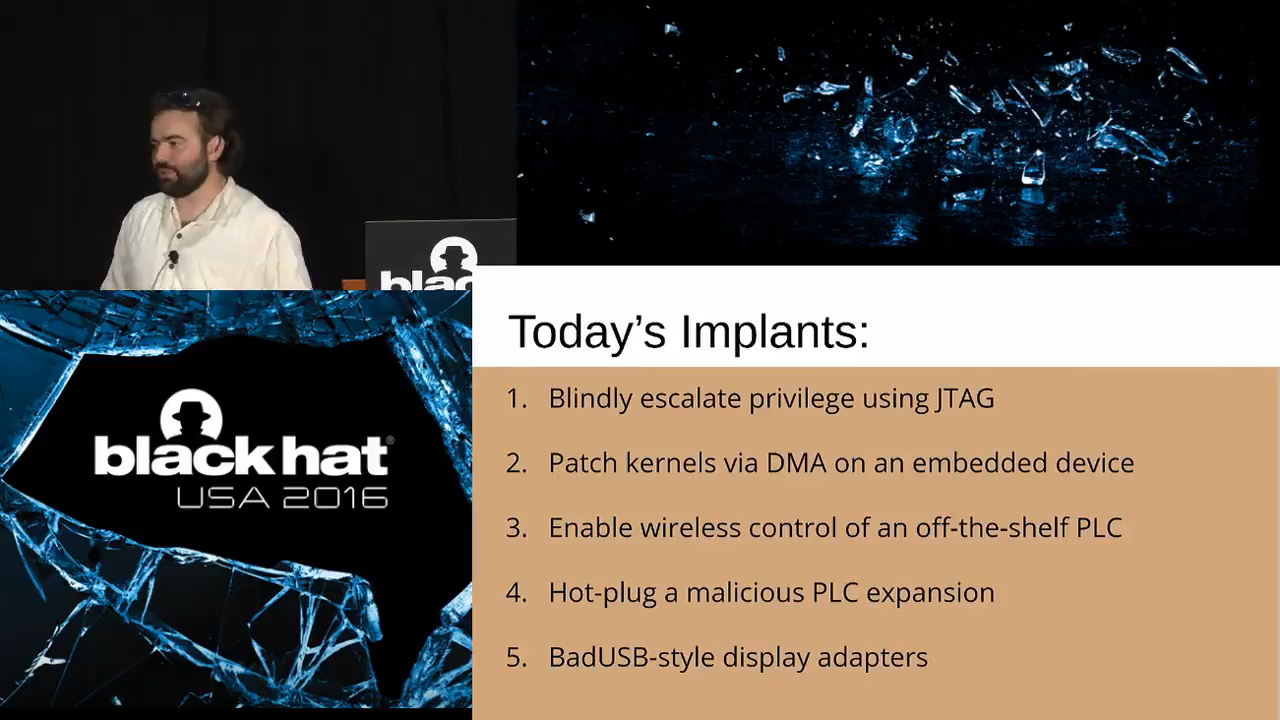 blac
Today's Implants:
black hat®
USA 2016
1. Blindly escalate privilege using JTAG
2. Patch kernels via DMA on an embedded device
3. Enable wireless control of an off-the-shelf PLC
4. Hot-plug a malicious PLC expansion
5. BadUSB-style display adapters